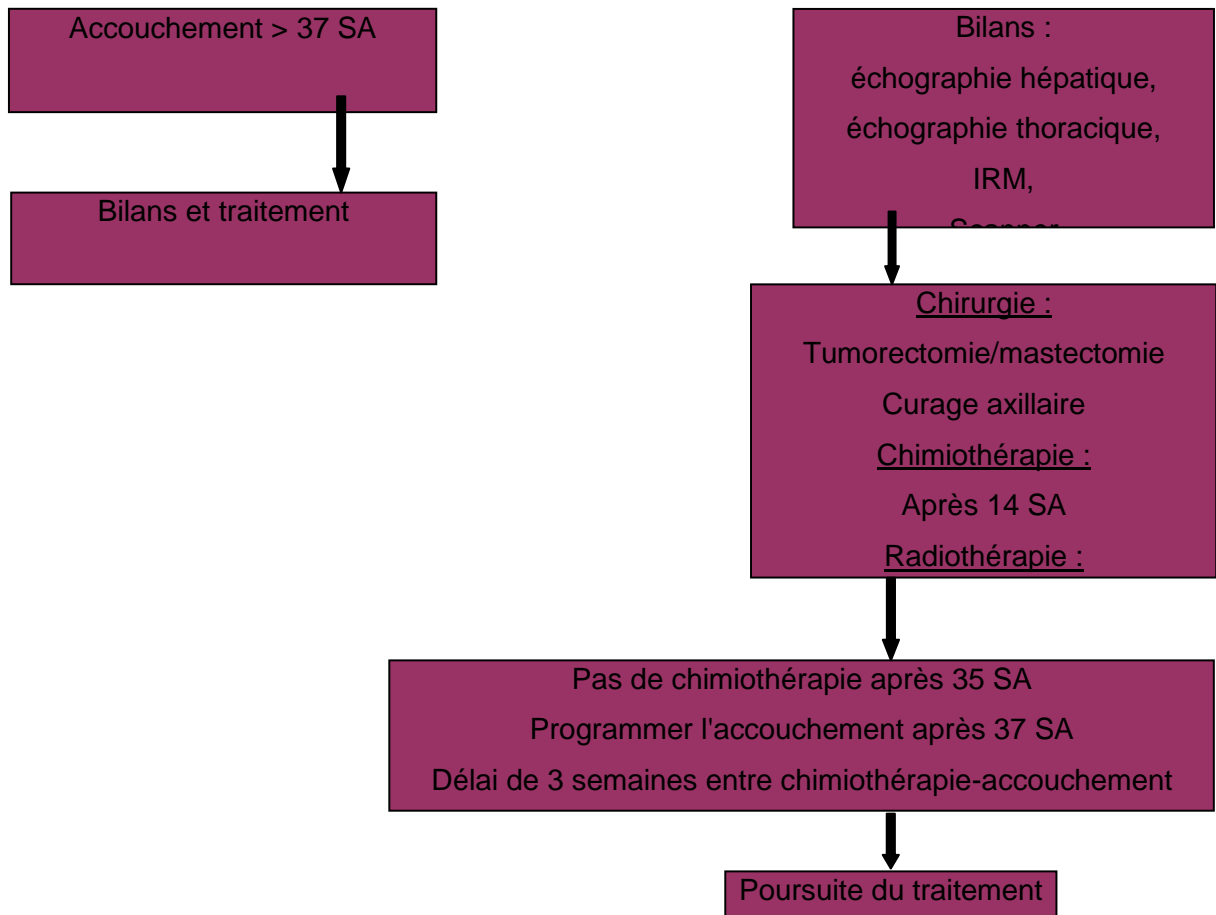 Accouchement > 37 SA
Bilans et traitement
Bilans :
échographie hépatique,
échographie thoracique,
IRM,
Chirurgie :
Tumorectomie/mastectomie
Curage axillaire
Chimiothérapie :
Après 14 SA
Radiothérapie :
Pas de chimiothérapie après 35 SA
Programmer l'accouchement après 37 SA
Délai de 3 semaines entre chimiothérapie-accouchement
Poursuite du traitement